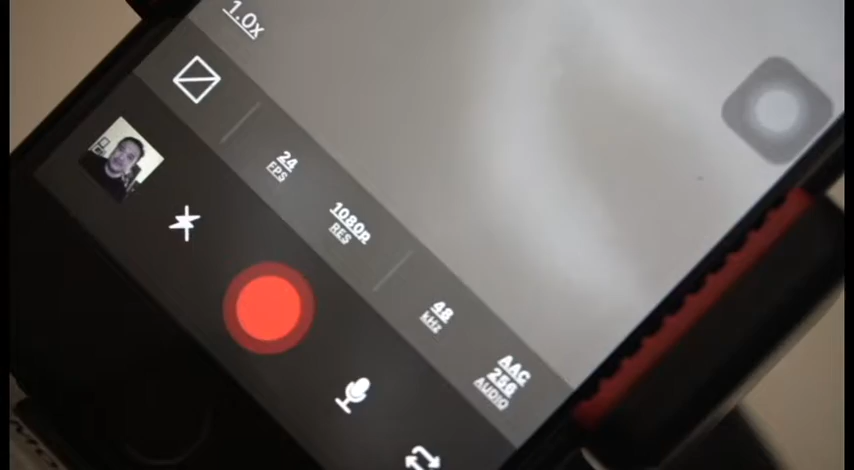 1.0x
24
FPS
1080p
RES
48
kHz
AAC
256
AUDIO